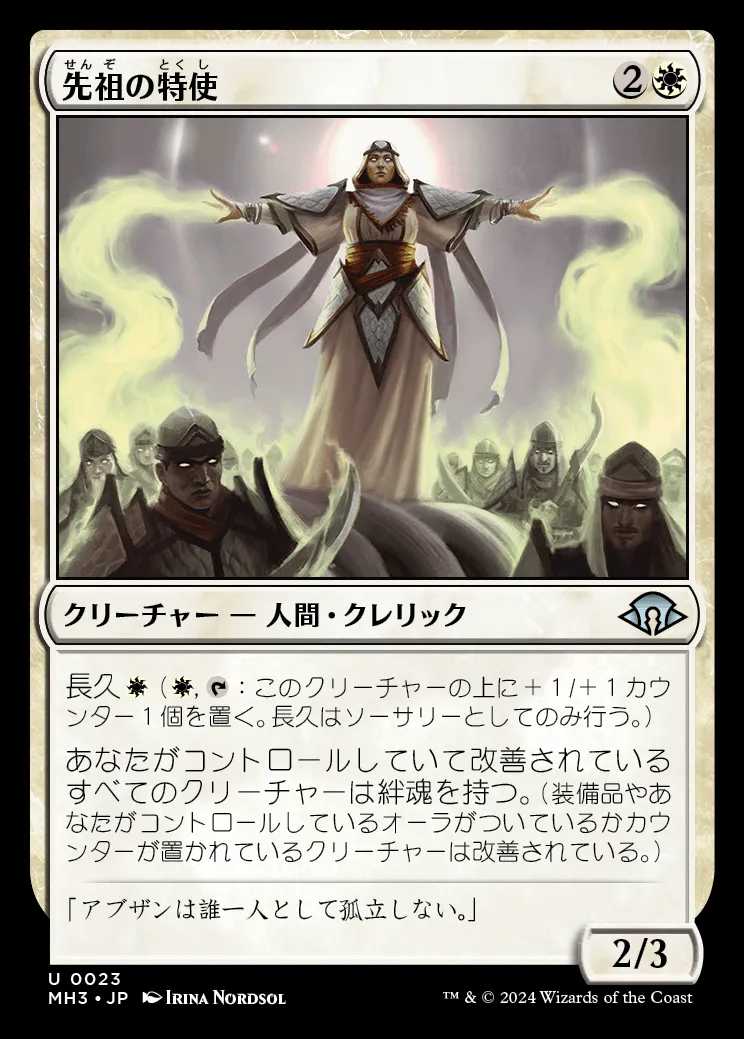 せんぞ とくし
先祖の特使
2
クリーチャー — 人間・クレリック
長久 (, : このクリーチャーの上に+1/+1カウ
ンター1個を置く。長久はソーサリーとしてのみ行う。)
あなたがコントロールしていて改善されている
すべてのクリーチャーは絆魂を持つ。(装備品やあ
なたがコントロールしているオーラがついているかカウ
ンターが置かれているクリーチャーは改善されている。)
「アブザンは誰一人として孤立しない。」
2/3
U 0023
MH3 • JP Irina Nordsol
™ & © 2024 Wizards of the Coast